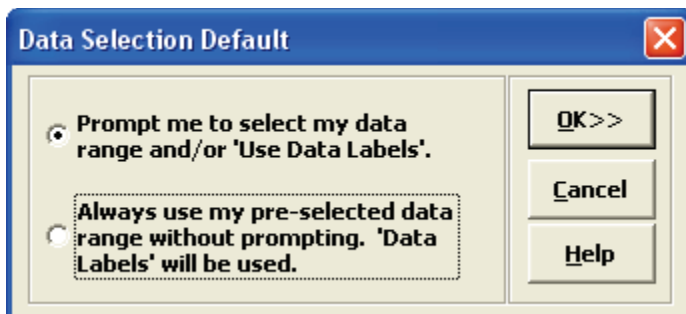 Data Selection Default
Prompt me to select my data
range and/or 'Use Data Labels'.
Always use my pre-selected data
range without prompting.  'Data
Labels' will be used.
OK>>
Cancel
Help